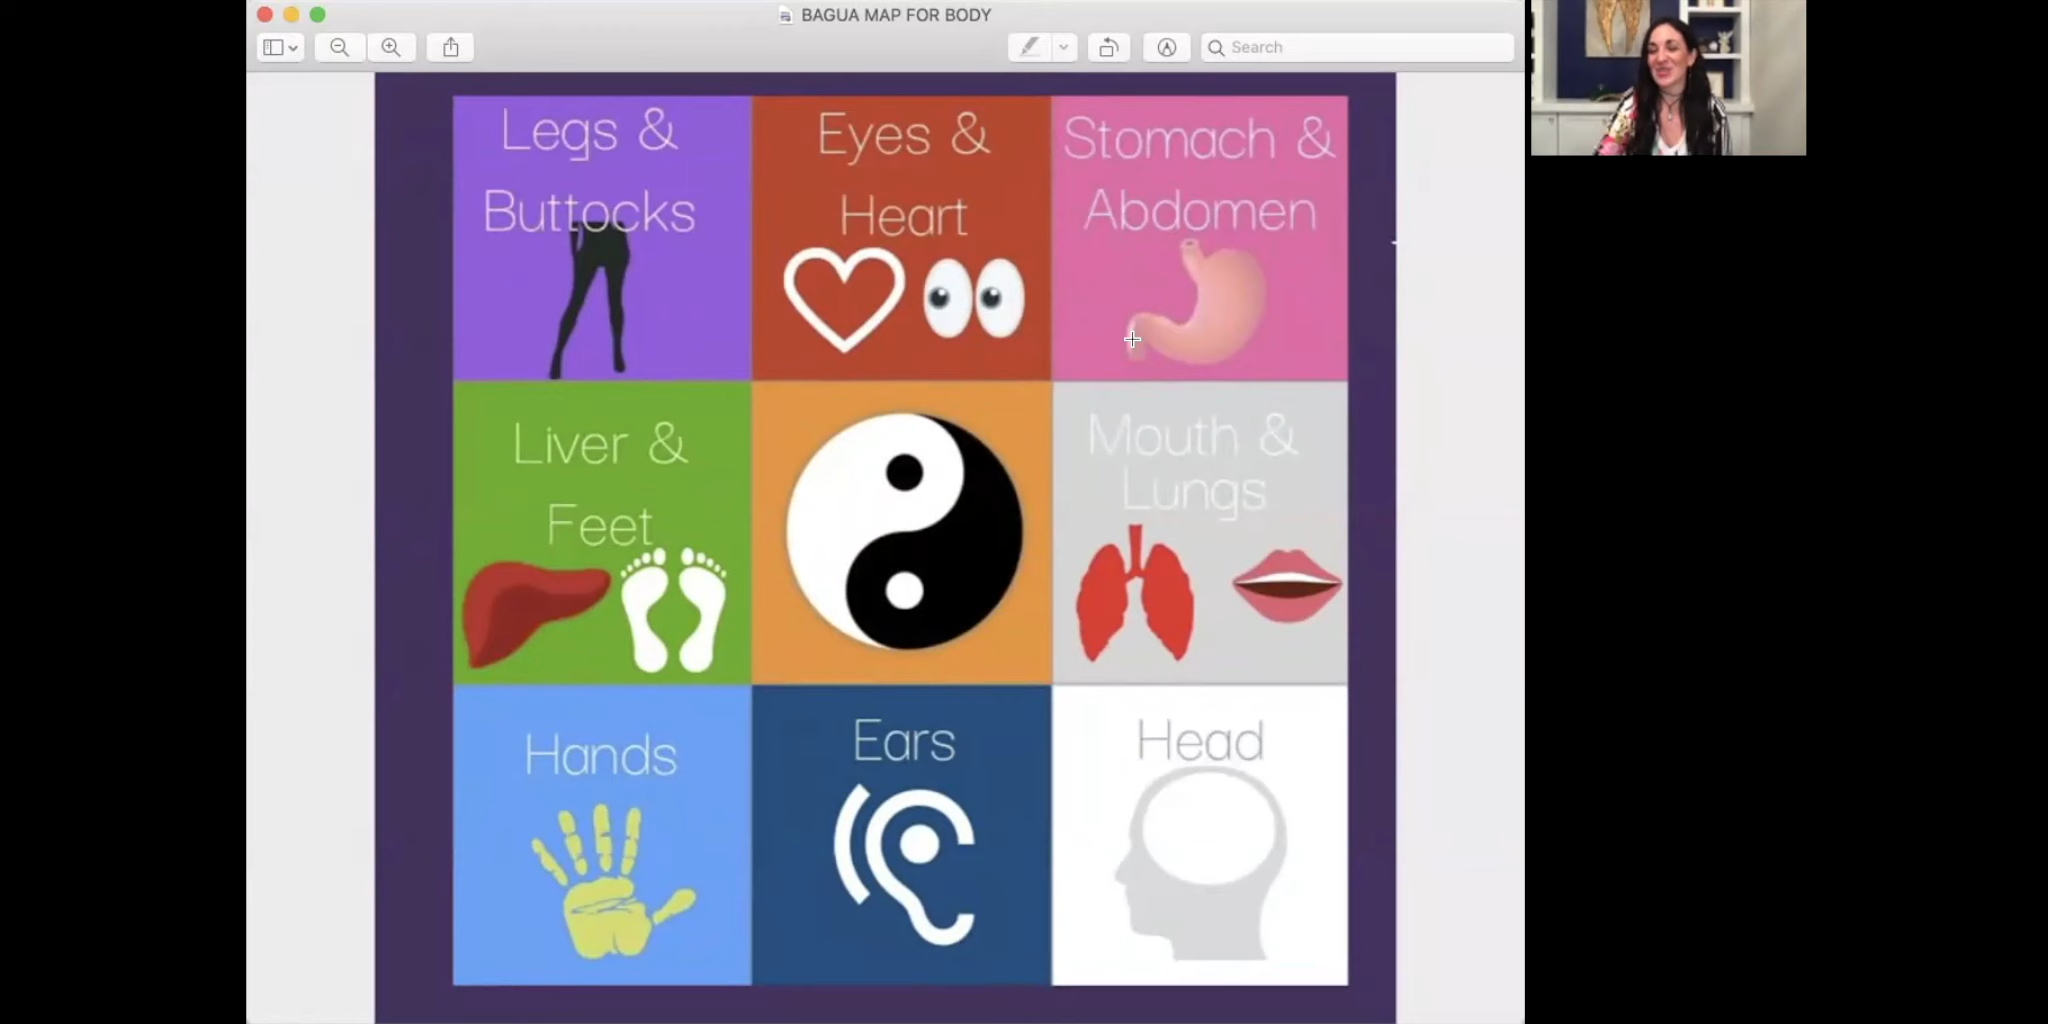 BAGUA MAP FOR BODY
Search
Legs &
Buttocks
Eyes &
Heart
Stomach &
Abdomen
Liver &
Feet
Mouth &
Lungs
Hands
Ears
Head